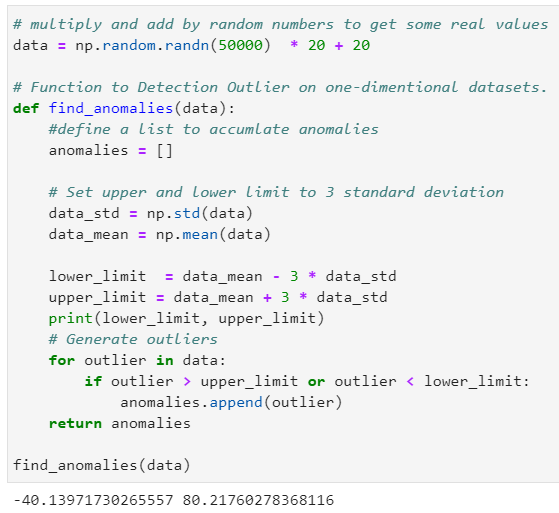 # multiply and add by random numbers to get some real values
data = np.random.randn(50000)  * 20 + 20

# Function to Detection Outlier on one-dimentional datasets.
def find_anomalies(data):
    #define a list to accumlate anomalies
    anomalies = []

    # Set upper and lower limit to 3 standard deviation
    data_std = np.std(data)
    data_mean = np.mean(data)

    lower_limit  = data_mean - 3 * data_std
    upper_limit = data_mean + 3 * data_std
    print(lower_limit, upper_limit)
    # Generate outliers
    for outlier in data:
        if outlier > upper_limit or outlier < lower_limit:
            anomalies.append(outlier)
    return anomalies

find_anomalies(data)
-40.13971730265557 80.21760278368116